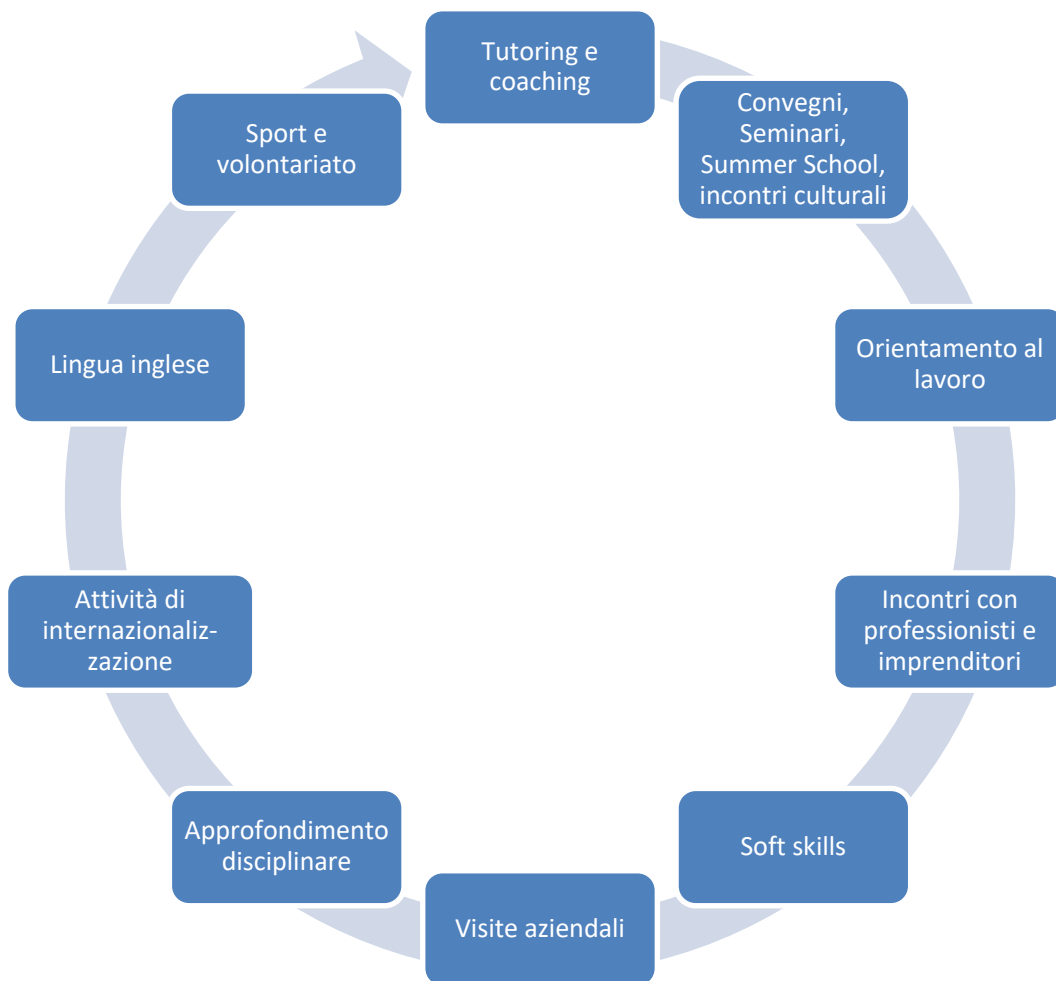 Tutoring e
coaching
Convegni,
Seminari,
Summer School,
incontri culturali
Orientamento al
lavoro
Incontri con
professionisti e
imprenditori
Soft skills
Visite aziendali
Approfondimento
disciplinare
Attività di
internazionaliz-
zazione
Lingua inglese
Sport e
volontariato